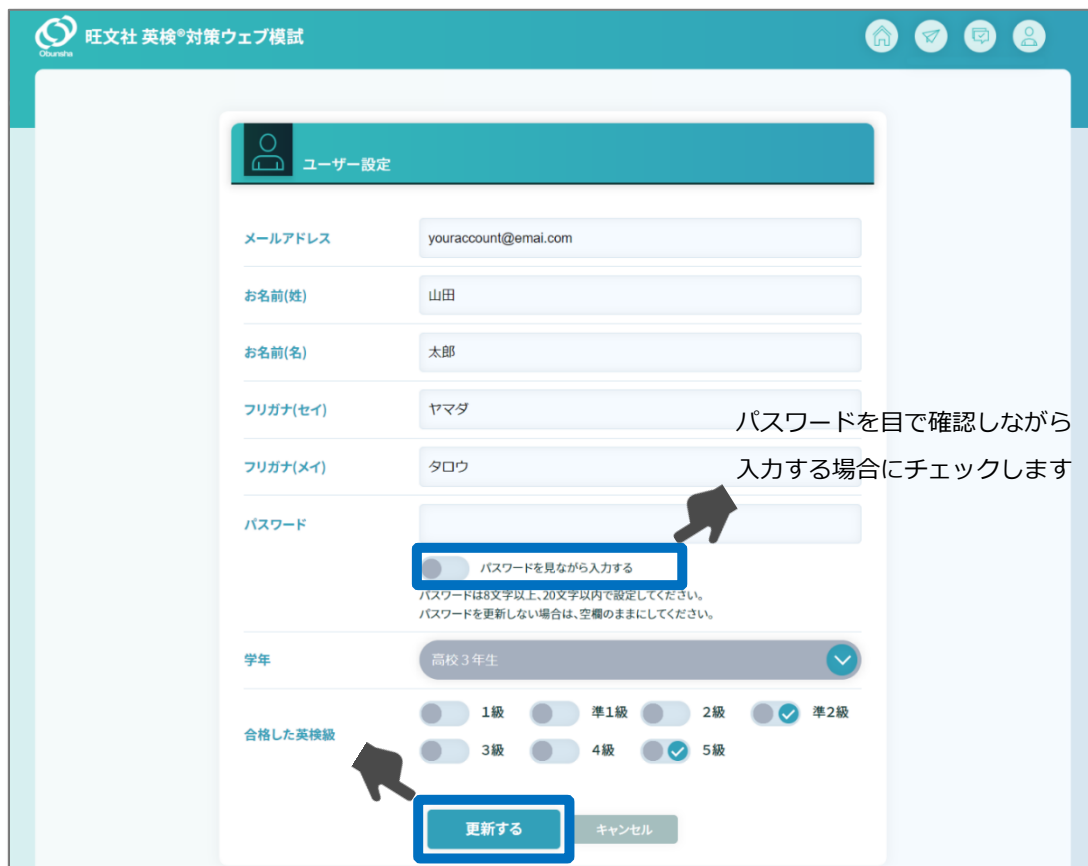 Obunsha
旺文社 英検®対策ウェブ模試
ユーザー設定
メールアドレス
youraccount@emai.com
お名前(姓)
山田
お名前(名)
太郎
フリガナ(セイ)
ヤマダ
パスワードを目で確認しながら
入力する場合にチェックします
フリガナ(メイ)
タロウ
パスワード
パスワードを見ながら入力する
パスワードは8文字以上、20文字以内で設定してください。
パスワードを更新しない場合は、空欄のままにしてください。
学年
高校３年生
合格した英検級
1級 準1級 2級 準2級
3級 4級 5級
更新する
キャンセル